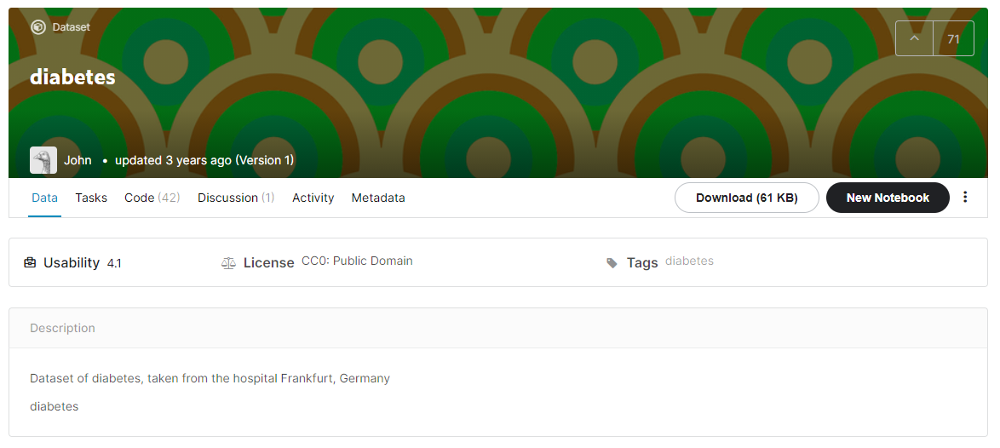 Dataset
71
diabetes
John • updated 3 years ago (Version 1)
Data Tasks Code (42) Discussion (1) Activity Metadata Download (61 KB) New Notebook
Usability 4.1 License CC0: Public Domain Tags diabetes
Description
Dataset of diabetes, taken from the hospital Frankfurt, Germany
diabetes